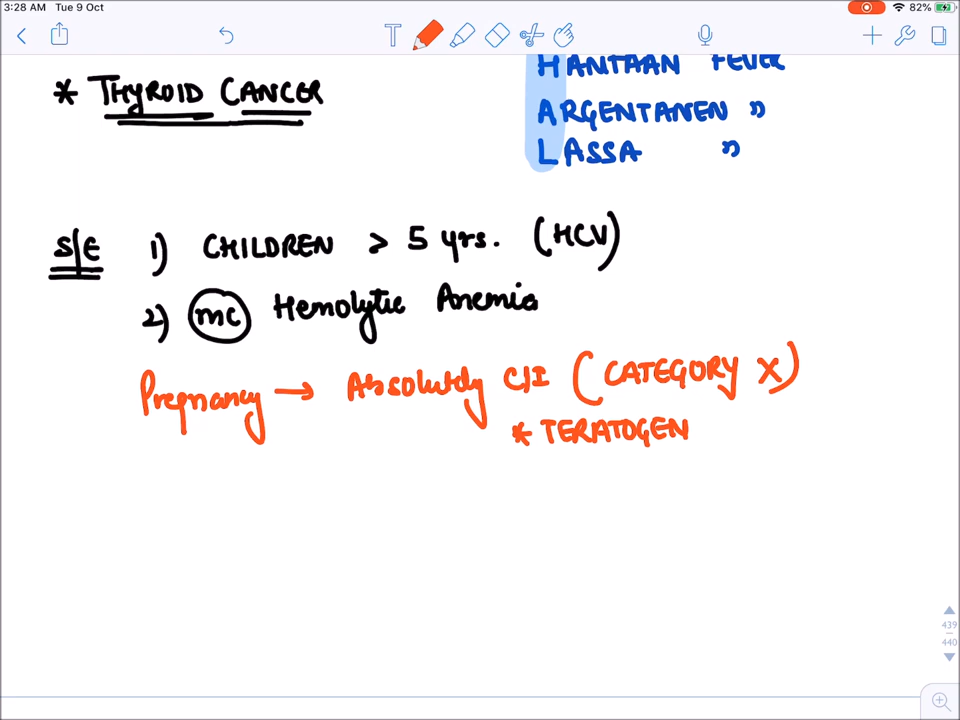 3:28 AM Tue 9 Oct
82%
T
HANTAAN FEVER
* THYROID CANCER
ARGENTANEN "
LASSA "
S/E 1) CHILDREN > 5 yrs. (HCV)
2) mc Hemolytic Anemia
Pregnancy → Absolutely C/I (CATEGORY X)
* TERATOGEN
439
440